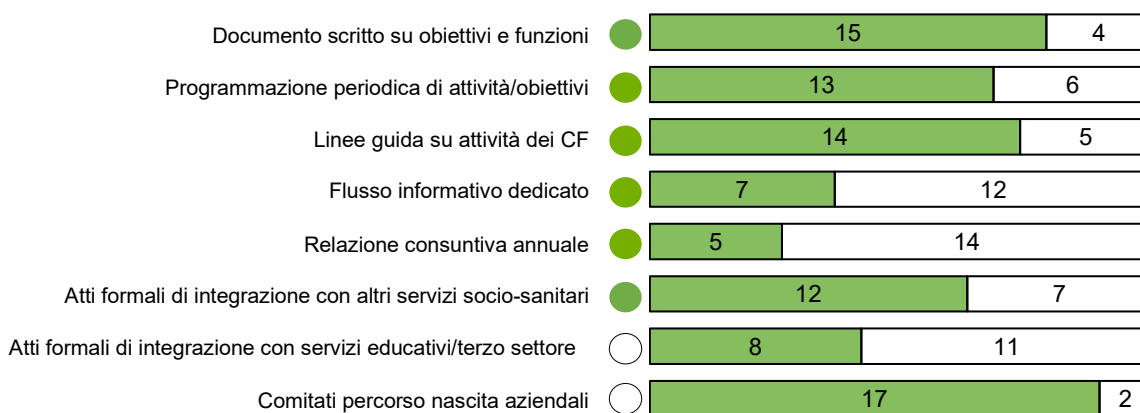 Documento scritto su obiettivi e funzioni 15 4
Programmazione periodica di attività/obiettivi 13 6
Linee guida su attività dei CF 14 5
Flusso informativo dedicato 7 12
Relazione consuntiva annuale 5 14
Atti formali di integrazione con altri servizi socio-sanitari 12 7
Atti formali di integrazione con servizi educativi/terzo settore 8 11
Comitati percorso nascita aziendali 17 2